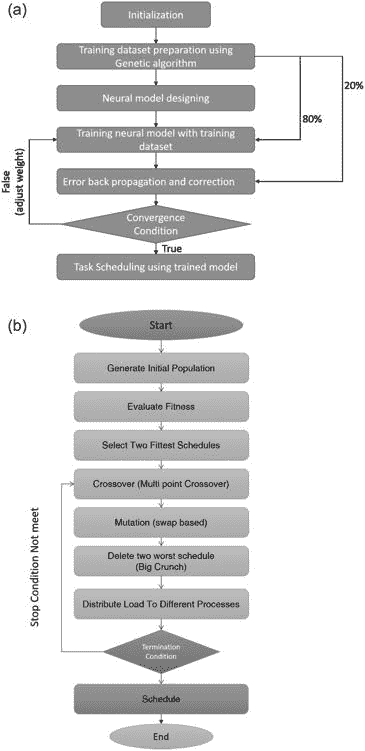 (a)
Initialization
Training dataset preparation using
Genetic algorithm
20%
Neural model designing
80%
Training neural model with training
dataset
False
(adjust weight)
Error back propagation and correction
Convergence
Condition
True
Task Scheduling using trained model
(b)
Start
Generate Initial Population
Evaluate Fitness
Select Two Fittest Schedules
Crossover (Multi point Crossover)
Mutation (swap based)
Stop Condition Not meet
Delete two worst schedule
(Big Crunch)
Distribute Load To Different Processes
Termination
Condition
Schedule
End